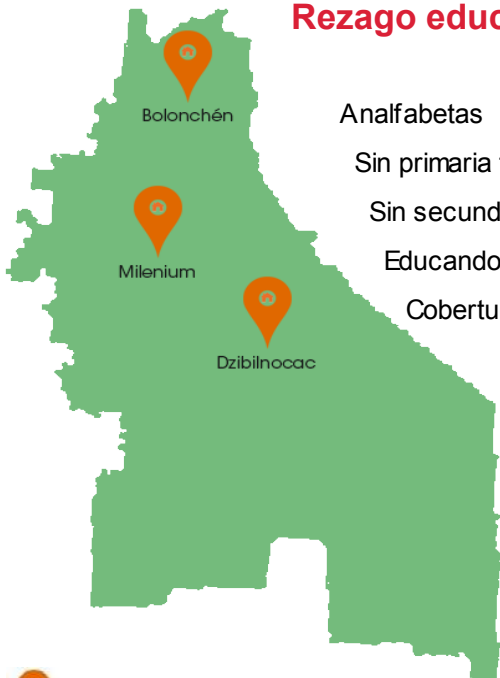 Rezago educ
Bolonchén
Analfabetas
Sin primaria
Sin secund
Milenium
Educando
Cobertu
Dzibilnocac